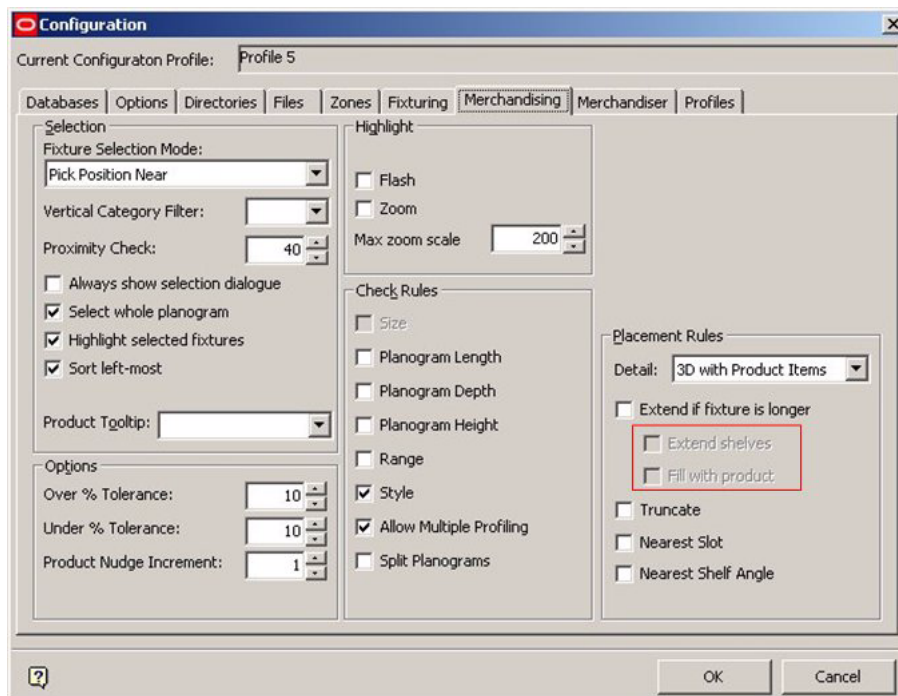 Configuration
Current Configuraton Profile: Profile 5
Databases Options Directories Files Zones Fixturing Merchandising Merchandiser Profiles
Selection
Fixture Selection Mode:
Pick Position Near
Vertical Category Filter:
Proximity Check: 40
Always show selection dialogue
Select whole planogram
Highlight selected fixtures
Sort left-most
Product Tooltip:
Options
Over % Tolerance: 10
Under % Tolerance: 10
Product Nudge Increment: 1
Highlight
Flash
Zoom
Max zoom scale 200
Check Rules
Size
Planogram Length
Planogram Depth
Planogram Height
Range
Style
Allow Multiple Profiling
Split Planograms
Placement Rules
Detail: 3D with Product Items
Extend if fixture is longer
Extend shelves
Fill with product
Truncate
Nearest Slot
Nearest Shelf Angle
?
OK Cancel